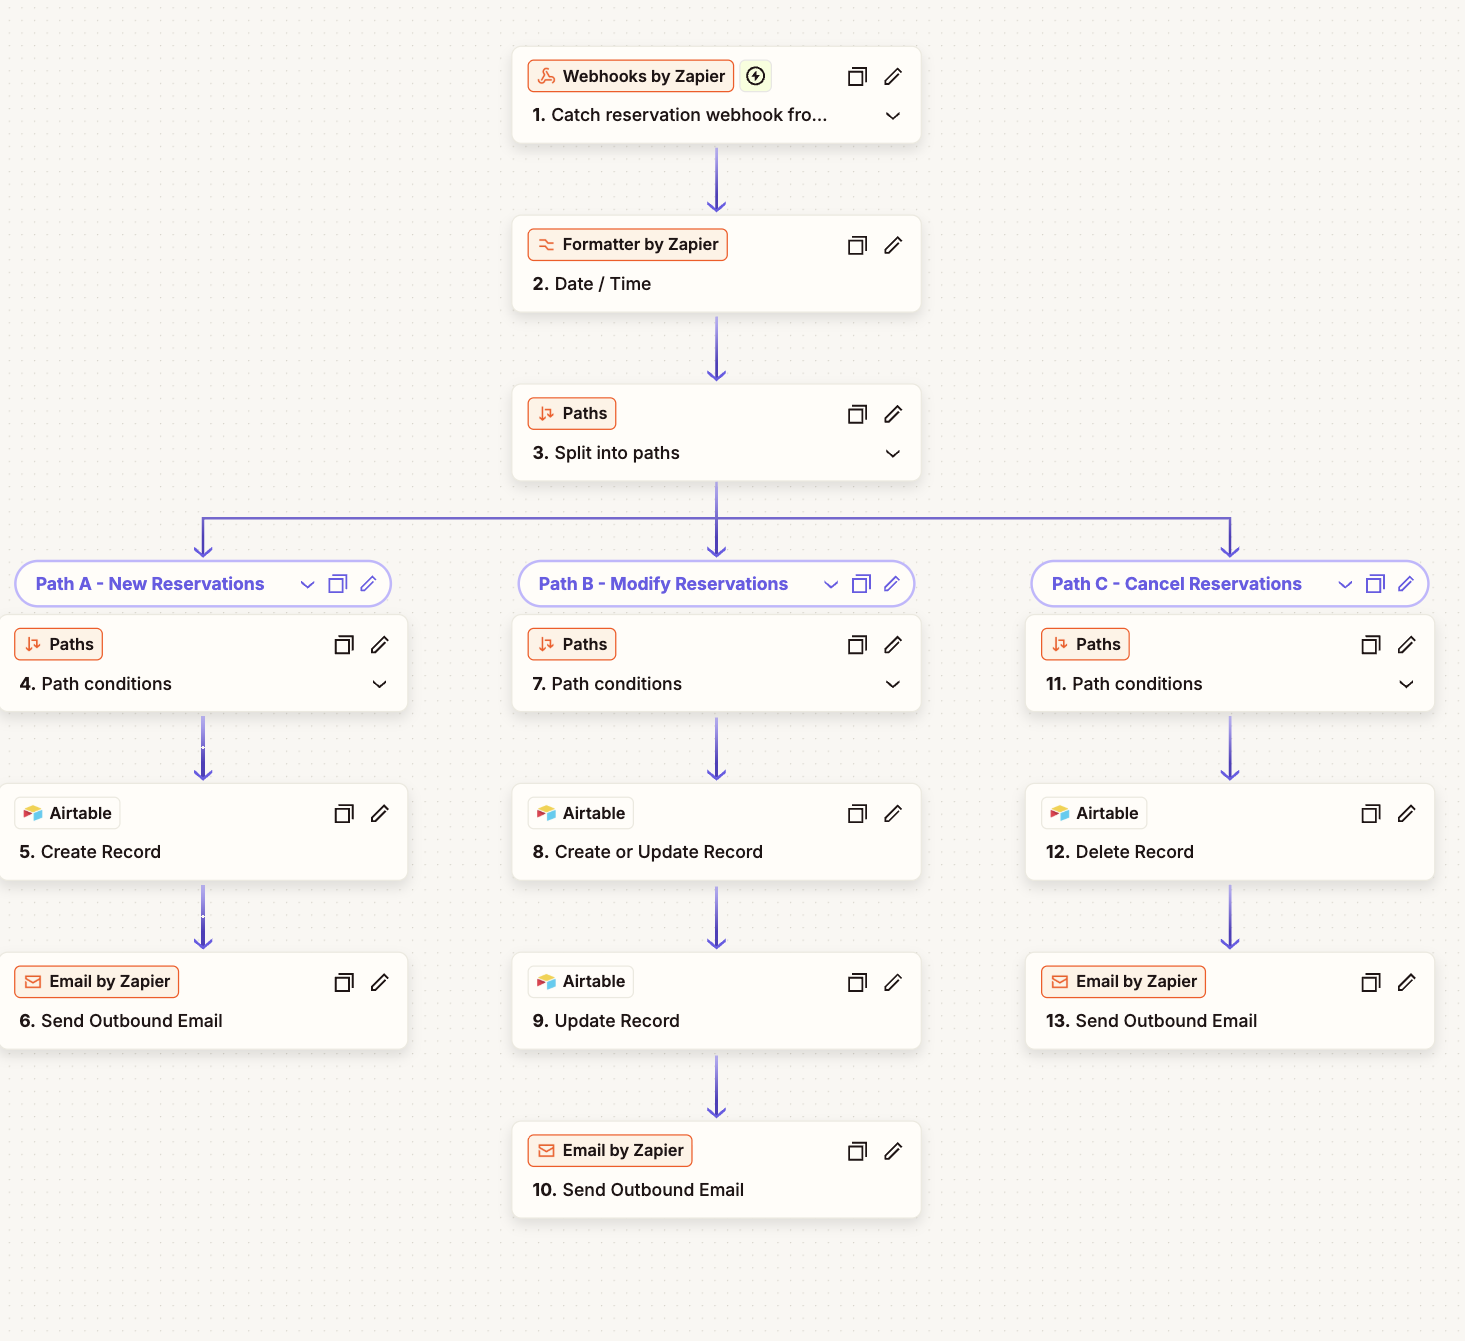 Webhooks by Zapier
1. Catch reservation webhook fro...
Formatter by Zapier
2. Date / Time
Paths
3. Split into paths
Path A - New Reservations
Paths
4. Path conditions
Airtable
5. Create Record
Email by Zapier
6. Send Outbound Email
Path B - Modify Reservations
Paths
7. Path conditions
Airtable
8. Create or Update Record
Airtable
9. Update Record
Email by Zapier
10. Send Outbound Email
Path C - Cancel Reservations
Paths
11. Path conditions
Airtable
12. Delete Record
Email by Zapier
13. Send Outbound Email